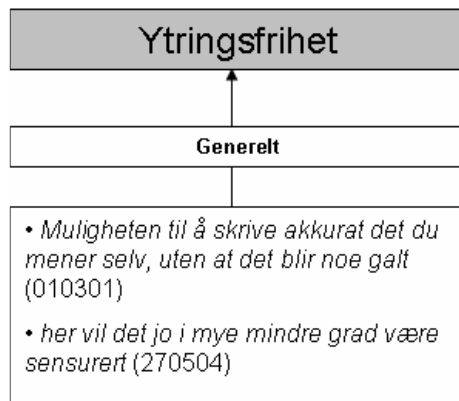 Ytringsfrihet
Generelt
• Muligheten til å skrive akkurat det du
mener selv, uten at det blir noe galt
(010301)
• her vil det jo i mye mindre grad være
sensurert (270504)